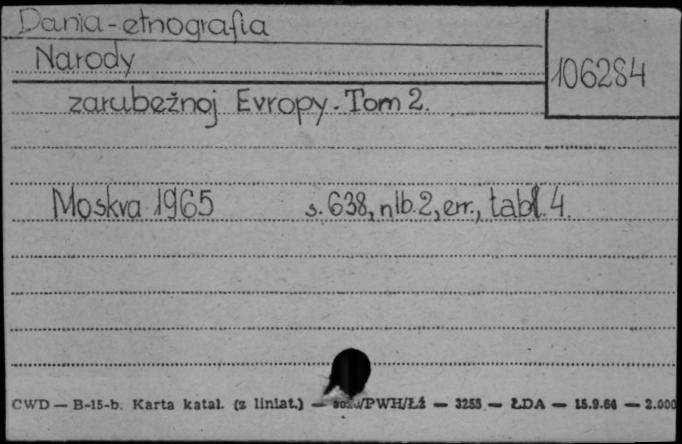 Dania-etnografia
Narody
106284
zarubežnoj Evropy. Tom 2.
Moskva 1965 s. 638, nlb. 2, err., tabl. 4.
CWD — B-15-b. Karta katal. (z liniat.) — /PWH/Łź — 3253 — ŁDA — 15.9.64 — 2.000